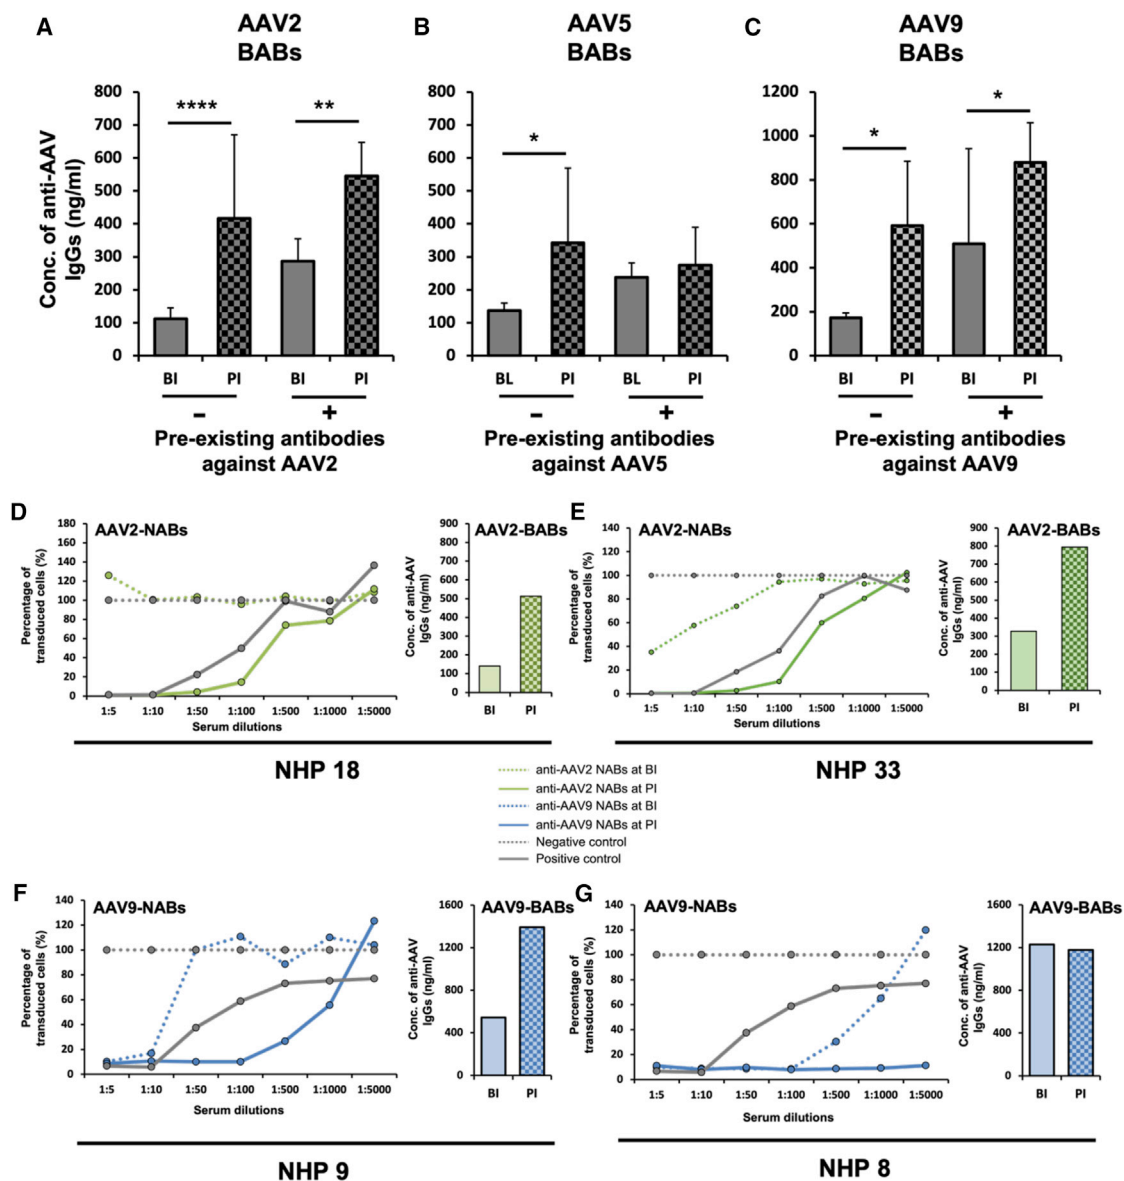 A
AAV2
BABs
B
AAV5
BABs
C
AAV9
BABs
Conc. of anti-AAV
IgGs (ng/ml)
800
700
600
500
400
300
200
100
0
****
**
BI
PI
BI
PI
–
+
Pre-existing antibodies
against AAV2
800
700
600
500
400
300
200
100
0
*
BL
PI
BL
PI
–
+
Pre-existing antibodies
against AAV5
1200
1000
800
600
400
200
0
*
*
BI
PI
BI
PI
–
+
Pre-existing antibodies
against AAV9
D
AAV2-NABs
Percentage of
transduced cells (%)
180
160
140
120
100
80
60
40
20
0
1:5
1:10
1:50
1:100
1:500
1:1000
1:5000
Serum dilutions
AAV2-BABs
Conc. of anti-AAV
IgGs (ng/ml)
900
800
700
600
500
400
300
200
100
0
BI
PI
NHP 18
E
AAV2-NABs
Percentage of
transduced cells (%)
140
120
100
80
60
40
20
0
1:5
1:10
1:50
1:100
1:500
1:1000
1:5000
Serum dilutions
AAV2-BABs
Conc. of anti-AAV
IgGs (ng/ml)
900
800
700
600
500
400
300
200
100
0
BI
PI
NHP 33
anti-AAV2 NABs at BI
anti-AAV2 NABs at PI
anti-AAV9 NABs at BI
anti-AAV9 NABs at PI
Negative control
Positive control
F
AAV9-NABs
Percentage of
transduced cells (%)
140
120
100
80
60
40
20
0
1:5
1:10
1:50
1:100
1:500
1:1000
1:5000
Serum dilutions
AAV9-BABs
Conc. of anti-AAV
IgGs (ng/ml)
1600
1200
800
400
0
BI
PI
NHP 9
G
AAV9-NABs
Percentage of
transduced cells (%)
140
120
100
80
60
40
20
0
1:5
1:10
1:50
1:100
1:500
1:1000
1:5000
Serum dilutions
AAV9-BABs
Conc. of anti-AAV
IgGs (ng/ml)
1600
1200
800
400
0
BI
PI
NHP 8